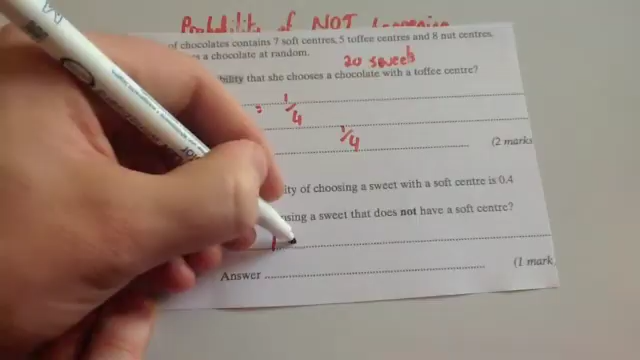 Probability of NOT happening
of chocolates contains 7 soft centres, 5 toffee centres and 8 nut centres.
a chocolate at random.
20 sweets
bility that she chooses a chocolate with a toffee centre?
= 1/4
1/4
(2 marks
ity of choosing a sweet with a soft centre is 0.4
sing a sweet that does not have a soft centre?
1
Answer
(1 mark